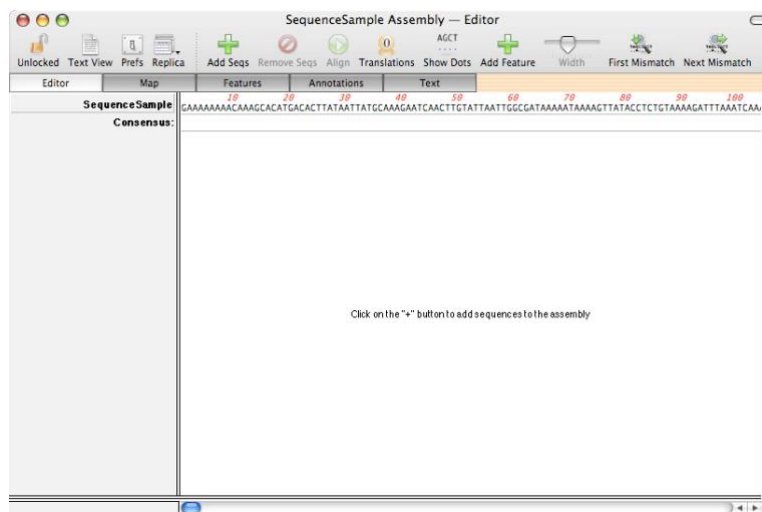 SequenceSample Assembly — Editor
AGCT
Unlocked Text View Prefs Replica Add Seqs Remove Seqs Align Translations Show Dots Add Feature Width First Mismatch Next Mismatch
Editor Map Features Annotations Text
10 20 30 40 50 60 70 80 90 100
SequenceSample GAAAAAAAACAAAGCACATGACACTTATAATTATGCAAAGAATCAACTTGTATTAATTGGCGATAAAAATAAAAGTTATACCTCTGTAAAAGATTTAAATCAA
Consensus:
Click on the "+" button to add sequences to the assembly